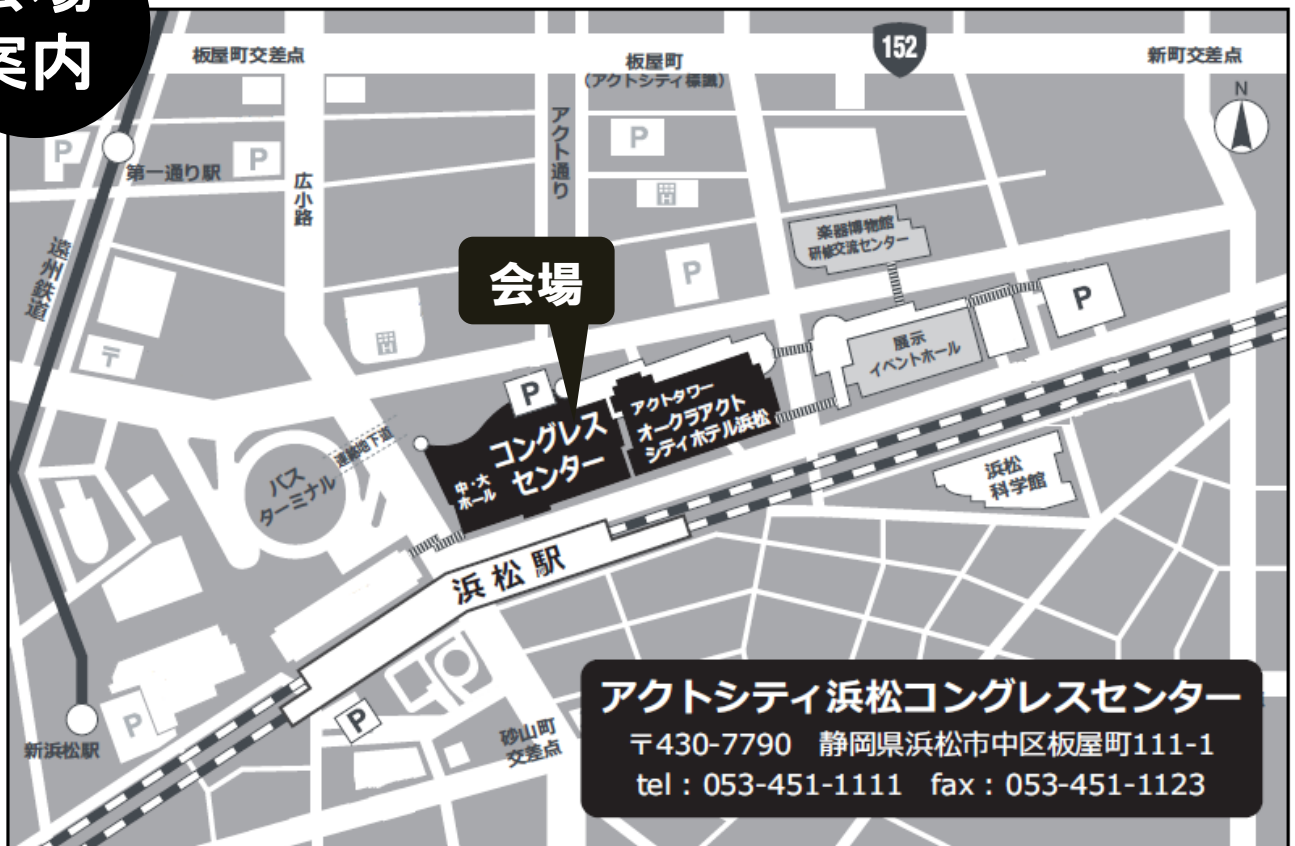 会場
案内
板屋町交差点
板屋町
(アクトシティ標識)
152
新町交差点
N
P
第一通り駅
P
広小路
アクト通り
P
遠州鉄道
楽器博物館
研修交流センター
会場
P
P
展示
イベントホール
〒
P
アクトタワー
オークラアクト
シティホテル浜松
コングレス
センター
中・大
ホール
連絡地下道
バス
ターミナル
浜松
科学館
浜松駅
P
P
新浜松駅
砂山町
交差点
アクトシティ浜松コングレスセンター
〒430-7790 静岡県浜松市中区板屋町111-1
tel : 053-451-1111 fax : 053-451-1123